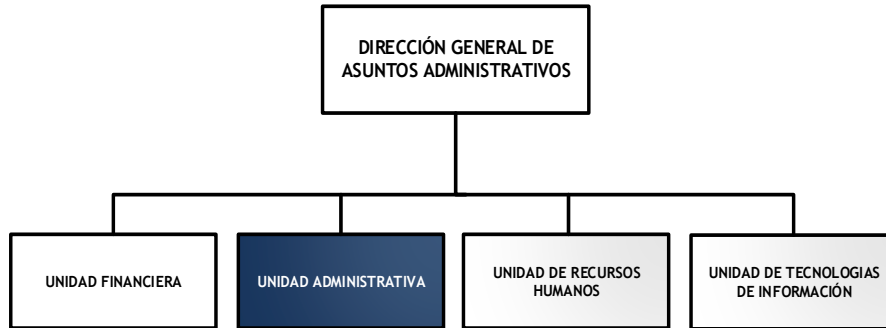 DIRECCIÓN GENERAL DE
ASUNTOS ADMINISTRATIVOS
UNIDAD FINANCIERA
UNIDAD ADMINISTRATIVA
UNIDAD DE RECURSOS
HUMANOS
UNIDAD DE TECNOLOGIAS
DE INFORMACIÓN